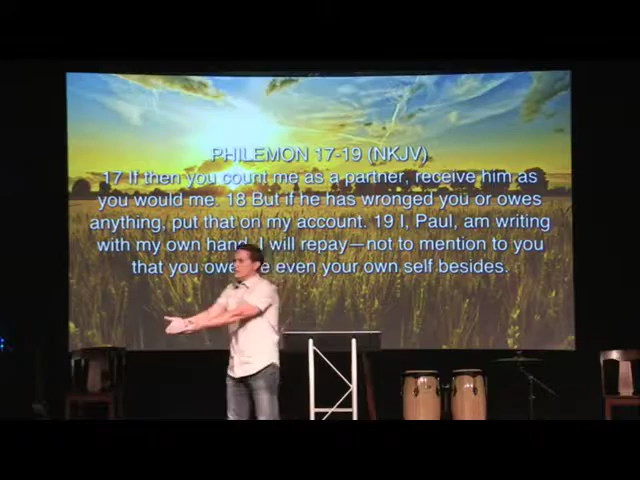 PHILEMON 17-19 (NKJV)
17 If then you count me as a partner, receive him as
you would me. 18 But if he has wronged you or owes
anything, put that on my account. 19 I, Paul, am writing
with my own hand. I will repay—not to mention to you
that you owe me even your own self besides.